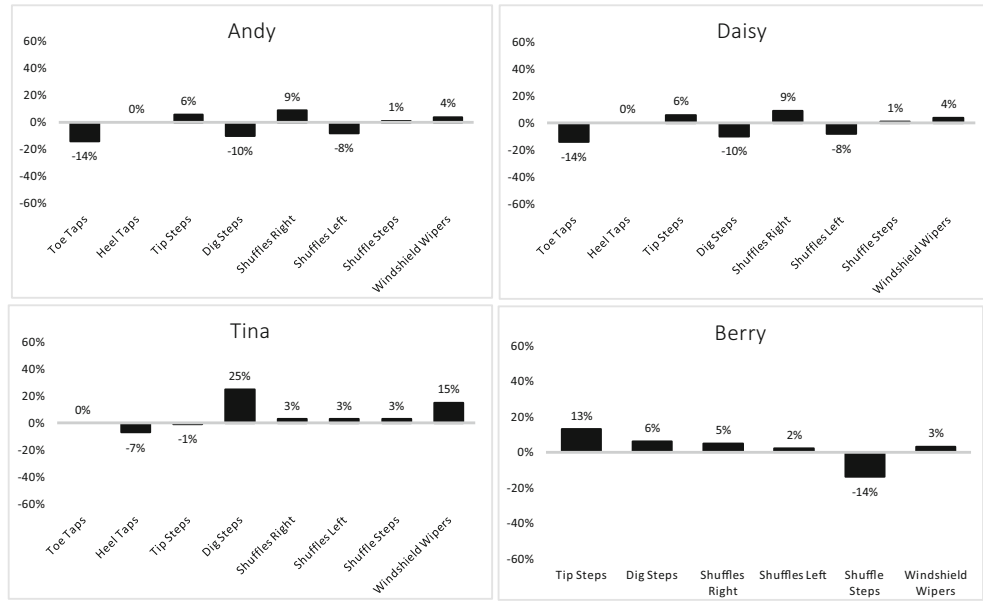 Andy
60%
40%
20%
0%
-20%
-40%
-60%
-14%
0%
6%
-10%
9%
-8%
1%
4%
Toe Taps
Heel Taps
Tip Steps
Dig Steps
Shuffles Right
Shuffles Left
Shuffle Steps
Windshield Wipers
Daisy
60%
40%
20%
0%
-20%
-40%
-60%
-14%
0%
6%
-10%
9%
-8%
1%
4%
Toe Taps
Heel Taps
Tip Steps
Dig Steps
Shuffles Right
Shuffles Left
Shuffle Steps
Windshield Wipers
Tina
60%
40%
20%
0%
-20%
-40%
-60%
0%
-7%
-1%
25%
3%
3%
3%
15%
Toe Taps
Heel Taps
Tip Steps
Dig Steps
Shuffles Right
Shuffles Left
Shuffle Steps
Windshield Wipers
Berry
60%
40%
20%
0%
-20%
-40%
-60%
13%
6%
5%
2%
-14%
3%
Tip Steps
Dig Steps
Shuffles
Right
Shuffles Left
Shuffle
Steps
Windshield
Wipers